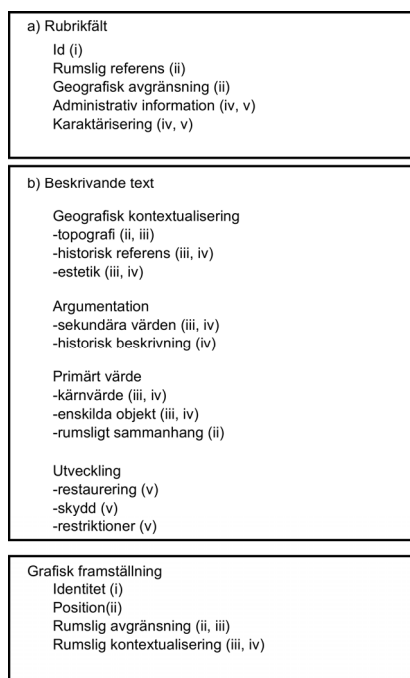 a) Rubrikfält
Id (i)
Rumslig referens (ii)
Geografisk avgränsning (ii)
Administrativ information (iv, v)
Karaktärisering (iv, v)
b) Beskrivande text
Geografisk kontextualisering
-topografi (ii, iii)
-historisk referens (iii, iv)
-estetik (iii, iv)
Argumentation
-sekundära värden (iii, iv)
-historisk beskrivning (iv)
Primärt värde
-kärnvärde (iii, iv)
-enskilda objekt (iii, iv)
-rumsligt sammanhang (ii)
Utveckling
-restaurering (v)
-skydd (v)
-restriktioner (v)
Grafisk framställning
Identitet (i)
Position(ii)
Rumslig avgränsning (ii, iii)
Rumslig kontextualisering (iii, iv)